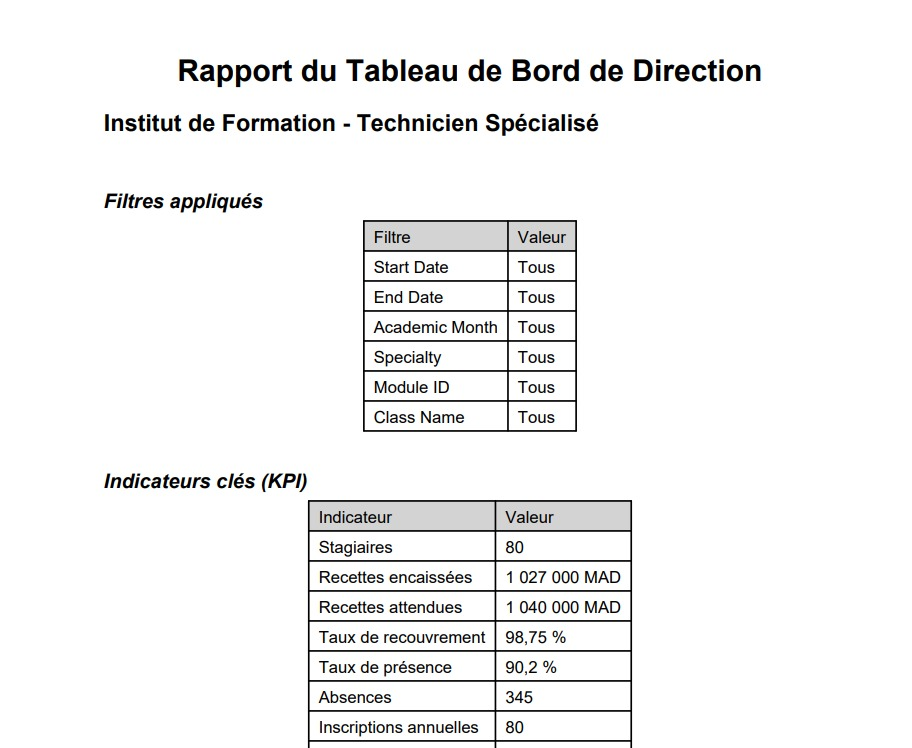 Rapport du Tableau de Bord de Direction
Institut de Formation - Technicien Spécialisé
Filtres appliqués
Filtre Valeur
Start Date Tous
End Date Tous
Academic Month Tous
Specialty Tous
Module ID Tous
Class Name Tous
Indicateurs clés (KPI)
Indicateur Valeur
Stagiaires 80
Recettes encaissées 1 027 000 MAD
Recettes attendues 1 040 000 MAD
Taux de recouvrement 98,75 %
Taux de présence 90,2 %
Absences 345
Inscriptions annuelles 80